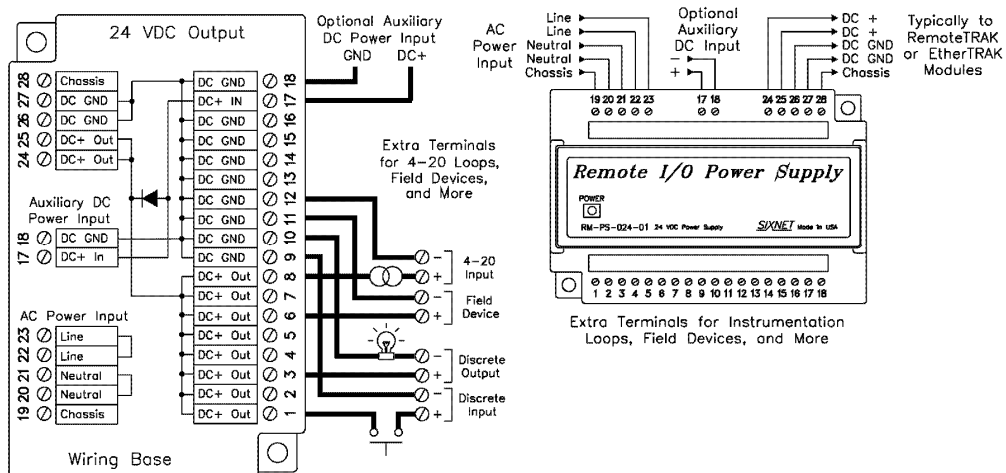 24 VDC Output
28 Chassis
27 DC GND
26 DC GND
25 DC+ Out
24 DC+ Out
Auxiliary DC
Power Input
18 DC GND
17 DC+ In
AC Power Input
23 Line
22 Line
21 Neutral
20 Neutral
19 Chassis
Wiring Base
DC GND 18
DC+ IN 17
DC GND 16
DC GND 15
DC GND 14
DC GND 13
DC GND 12
DC GND 11
DC GND 10
DC GND 9
DC+ Out 8
DC+ Out 7
DC+ Out 6
DC+ Out 5
DC+ Out 4
DC+ Out 3
DC+ Out 2
DC+ Out 1
Optional Auxiliary
DC Power Input
GND DC+
Extra Terminals
for 4-20 Loops,
Field Devices,
and More
- 4-20
+ Input
- Field
+ Device
- Discrete
+ Output
- Discrete
+ Input
AC
Power
Input
Line
Line
Neutral
Neutral
Chassis
Optional
Auxiliary
DC Input
-
+
DC +
DC +
DC GND
DC GND
Chassis
Typically to
RemoteTRAK
or EtherTRAK
Modules
19 20 21 22 23 17 18 24 25 26 27 28
Remote I/O Power Supply
POWER
RM-PS-024-01 24 VDC Power Supply SIXNET Made in USA
1 2 3 4 5 6 7 8 9 10 11 12 13 14 15 16 17 18
Extra Terminals for Instrumentation
Loops, Field Devices, and More